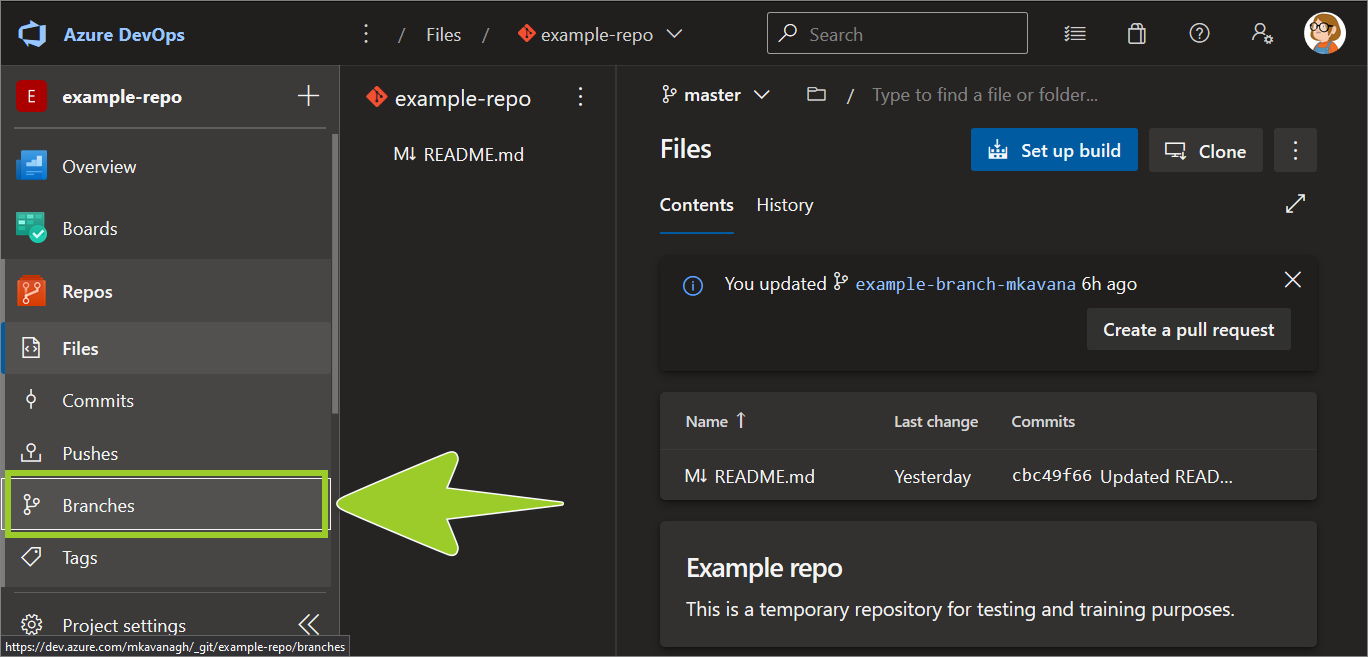 Azure DevOps
/ Files / example-repo
Search
E example-repo
Overview
Boards
Repos
Files
Commits
Pushes
Branches
Tags
Project settings
https://dev.azure.com/mkavanagh/_git/example-repo/branches
example-repo
M↓ README.md
master
/ Type to find a file or folder...
Files
Set up build
Clone
Contents History
You updated example-branch-mkavana 6h ago
Create a pull request
Name ↑ Last change Commits
M↓ README.md Yesterday cbc49f66 Updated READ...
Example repo
This is a temporary repository for testing and training purposes.